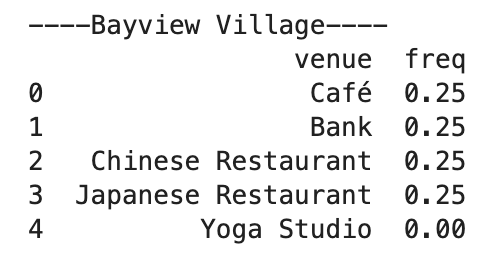 ----Bayview Village----
venue freq
0 Café 0.25
1 Bank 0.25
2 Chinese Restaurant 0.25
3 Japanese Restaurant 0.25
4 Yoga Studio 0.00